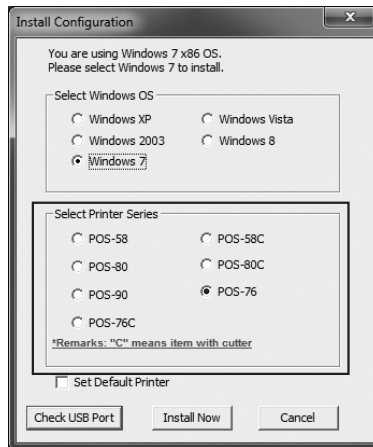 Install Configuration
x
You are using Windows 7 x86 OS.
Please select Windows 7 to install.
Select Windows OS
Windows XP Windows Vista
Windows 2003 Windows 8
Windows 7
Select Printer Series
POS-58 POS-58C
POS-80 POS-80C
POS-90 POS-76
POS-76C
*Remarks: "C" means item with cutter
Set Default Printer
Check USB Port Install Now Cancel